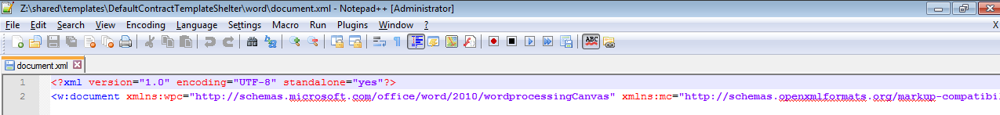 Z:\shared\templates\DefaultContractTemplateShelter\word\document.xml - Notepad++ [Administrator]
File Edit Search View Encoding Language Settings Macro Run Plugins Window ? X
ABC
document.xml
1 <?xml version="1.0" encoding="UTF-8" standalone="yes"?>
2 <w:document xmlns:wpc="http://schemas.microsoft.com/office/word/2010/wordprocessingCanvas" xmlns:mc="http://schemas.openxmlformats.org/markup-compatibi